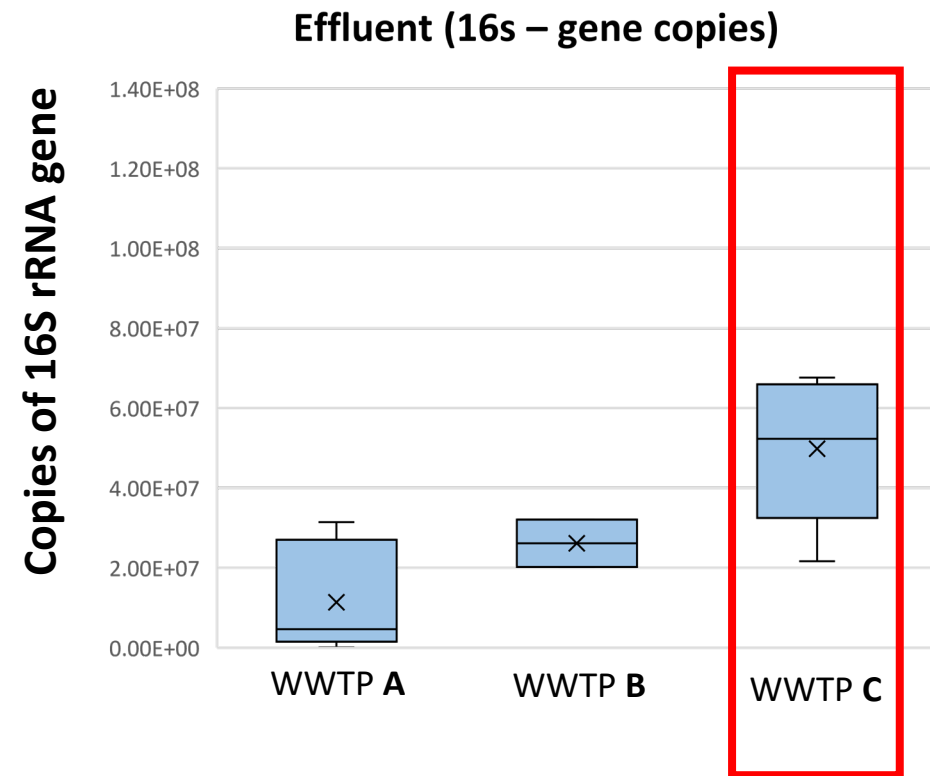 Effluent (16s – gene copies)
Copies of 16S rRNA gene
1.40E+08
1.20E+08
1.00E+08
8.00E+07
6.00E+07
4.00E+07
2.00E+07
0.00E+00
WWTP A
WWTP B
WWTP C